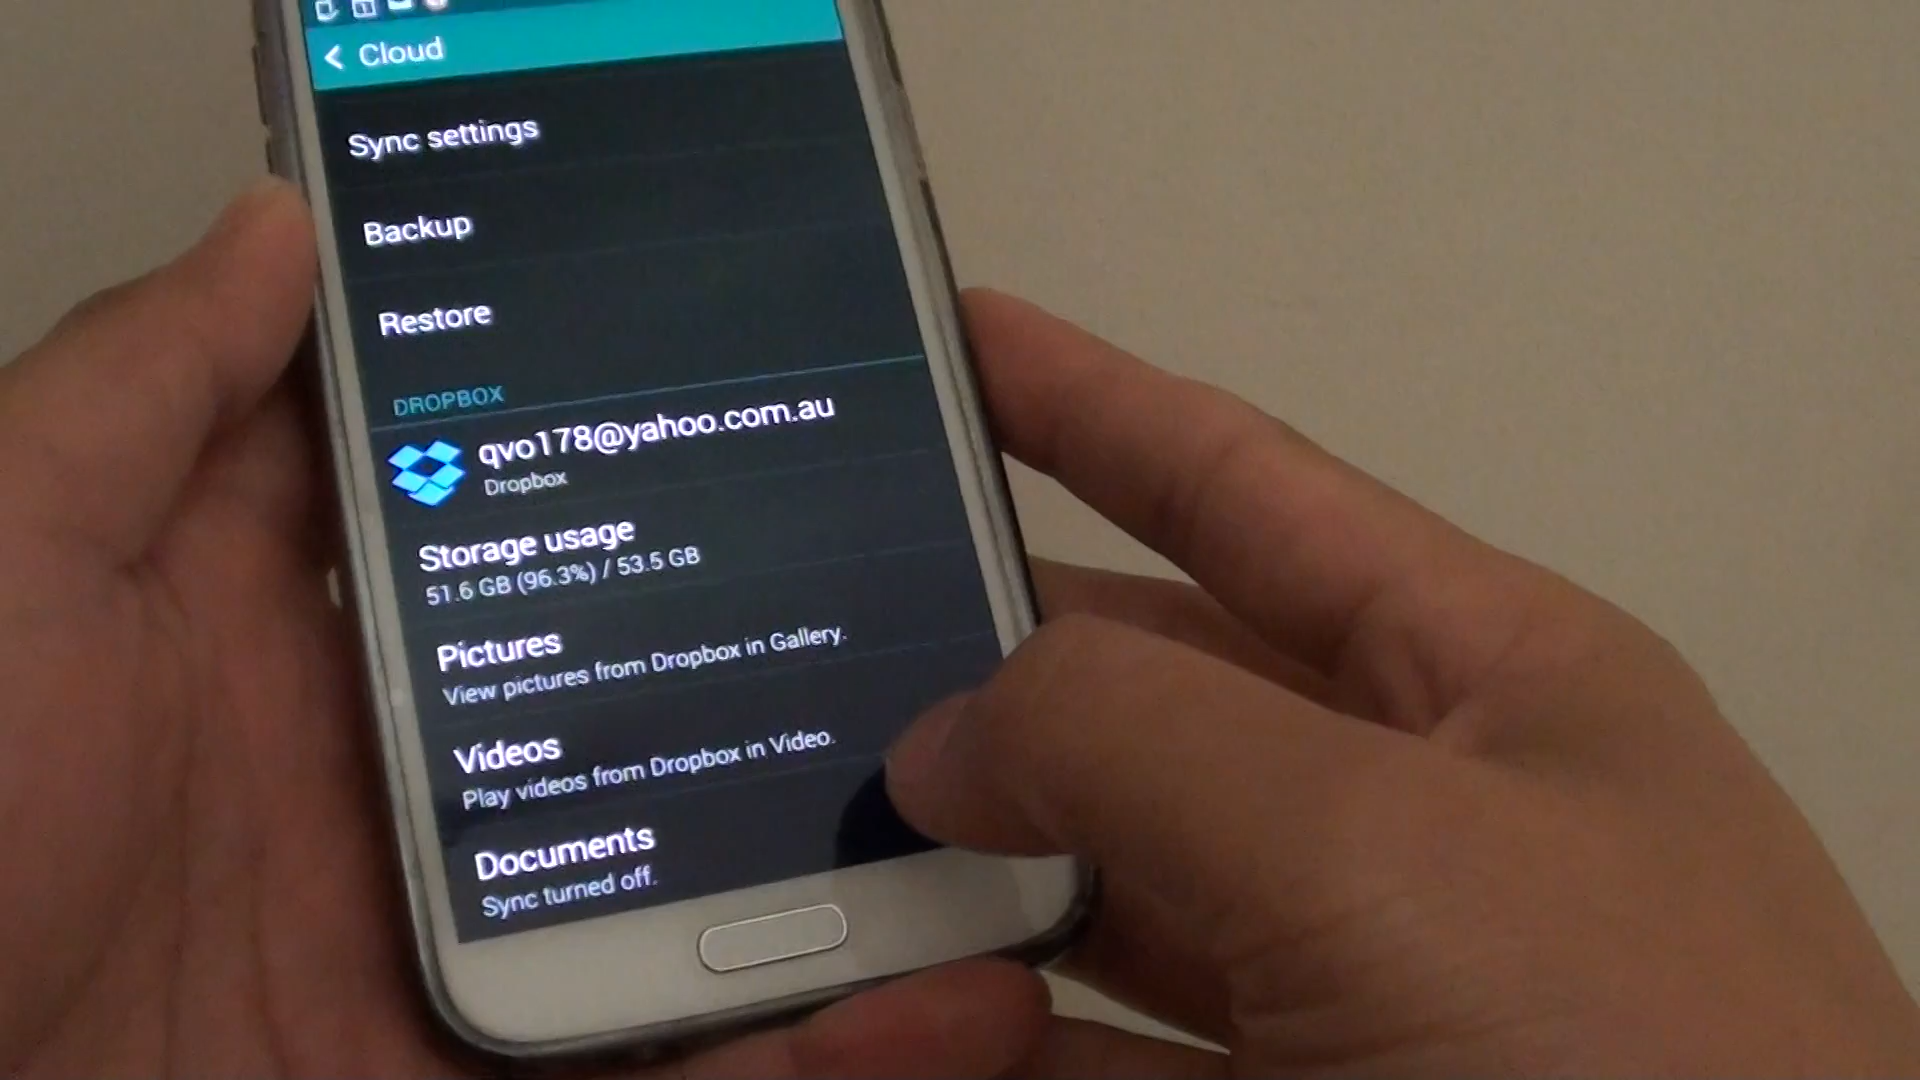 Cloud
Sync settings
Backup
Restore
DROPBOX
qvo178@yahoo.com.au
Dropbox
Storage usage
51.6 GB (96.3%) / 53.5 GB
Pictures
View pictures from Dropbox in Gallery.
Videos
Play videos from Dropbox in Video.
Documents
Sync turned off.